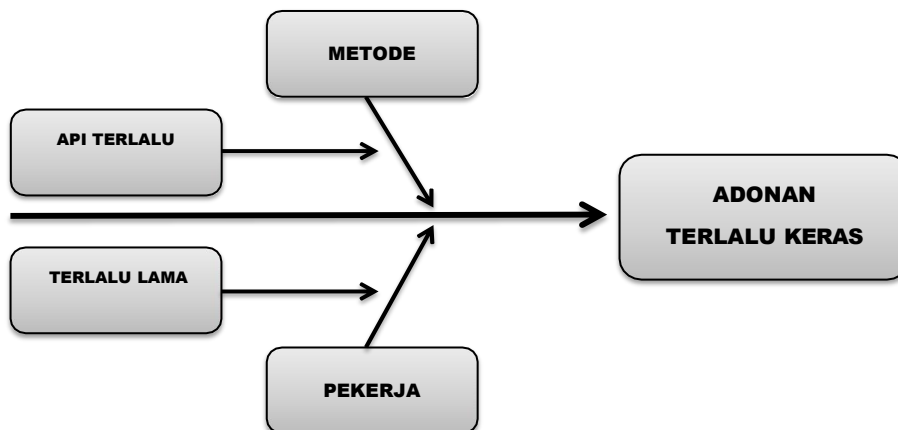 METODE
API TERLALU
ADONAN
TERLALU KERAS
TERLALU LAMA
PEKERJA